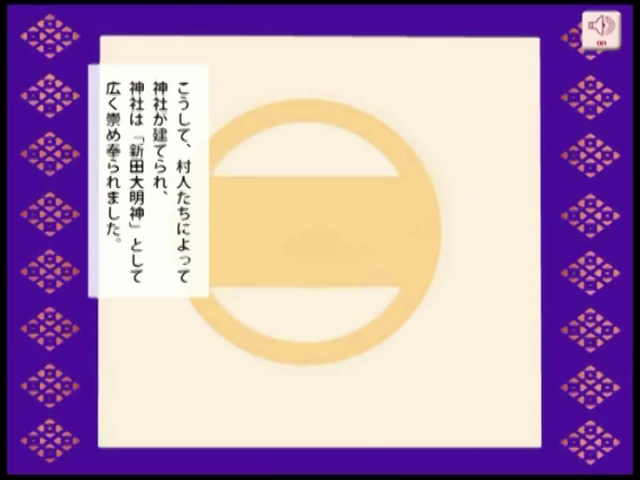 こうして、村人たちによって
神社が建てられ、
神社は「新田大明神」として
広く崇め奉られました。
on